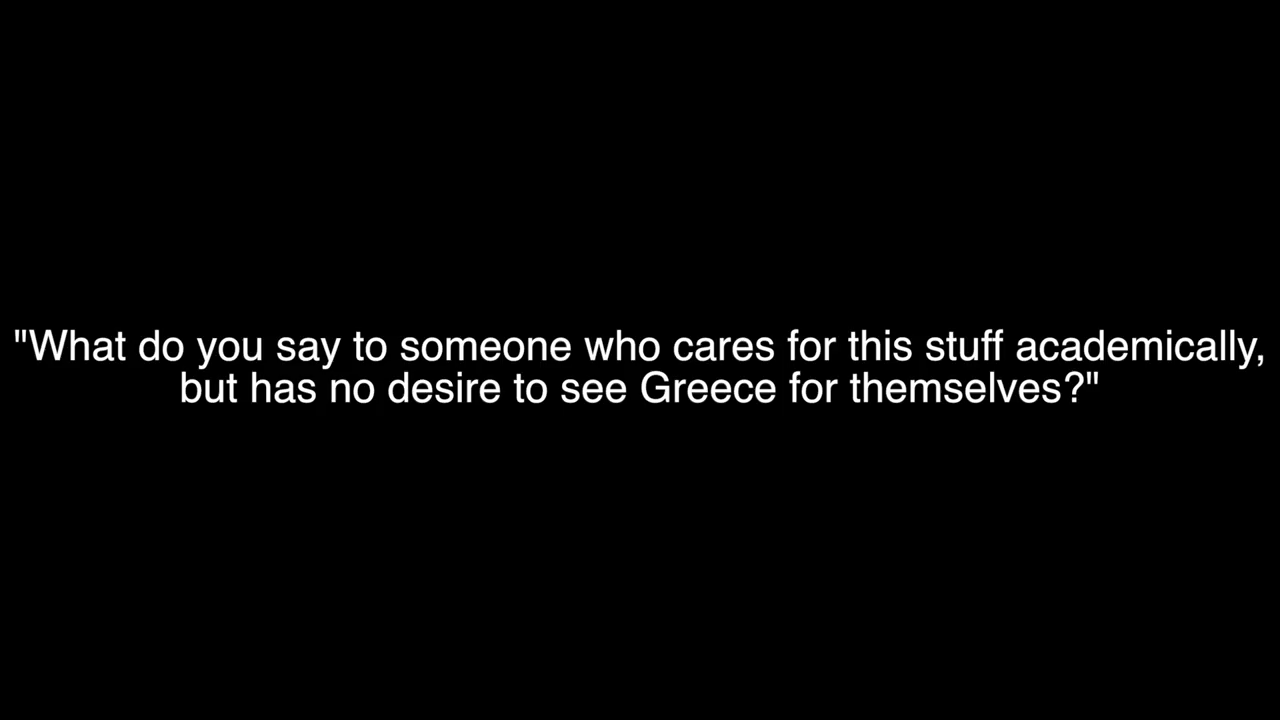 "What do you say to someone who cares for this stuff academically,
but has no desire to see Greece for themselves?"